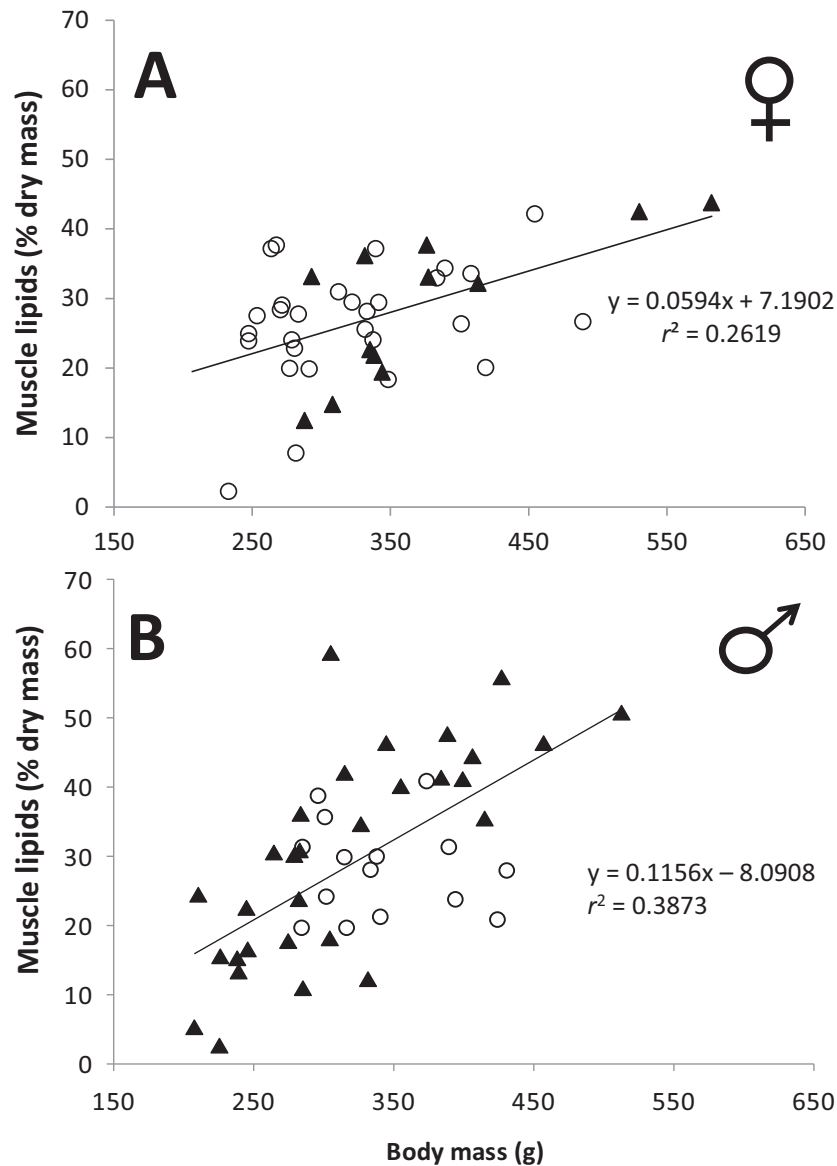 70
A
60
50
40
30
20
10
0
Muscle lipids (% dry mass)
y = 0.0594x + 7.1902
r² = 0.2619
150 250 350 450 550 650
70
B
60
50
40
30
20
10
0
Muscle lipids (% dry mass)
y = 0.1156x – 8.0908
r² = 0.3873
150 250 350 450 550 650
Body mass (g)